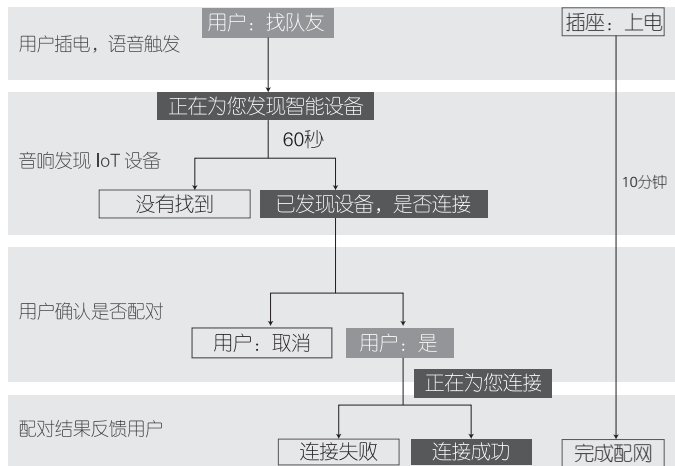 用户：找队友
插座：上电
用户插电，语音触发
正在为您发现智能设备
60秒
音响发现 IoT 设备
10分钟
没有找到
已发现设备，是否连接
用户确认是否配对
用户：取消
用户：是
正在为您连接
配对结果反馈用户
连接失败
连接成功
完成配网